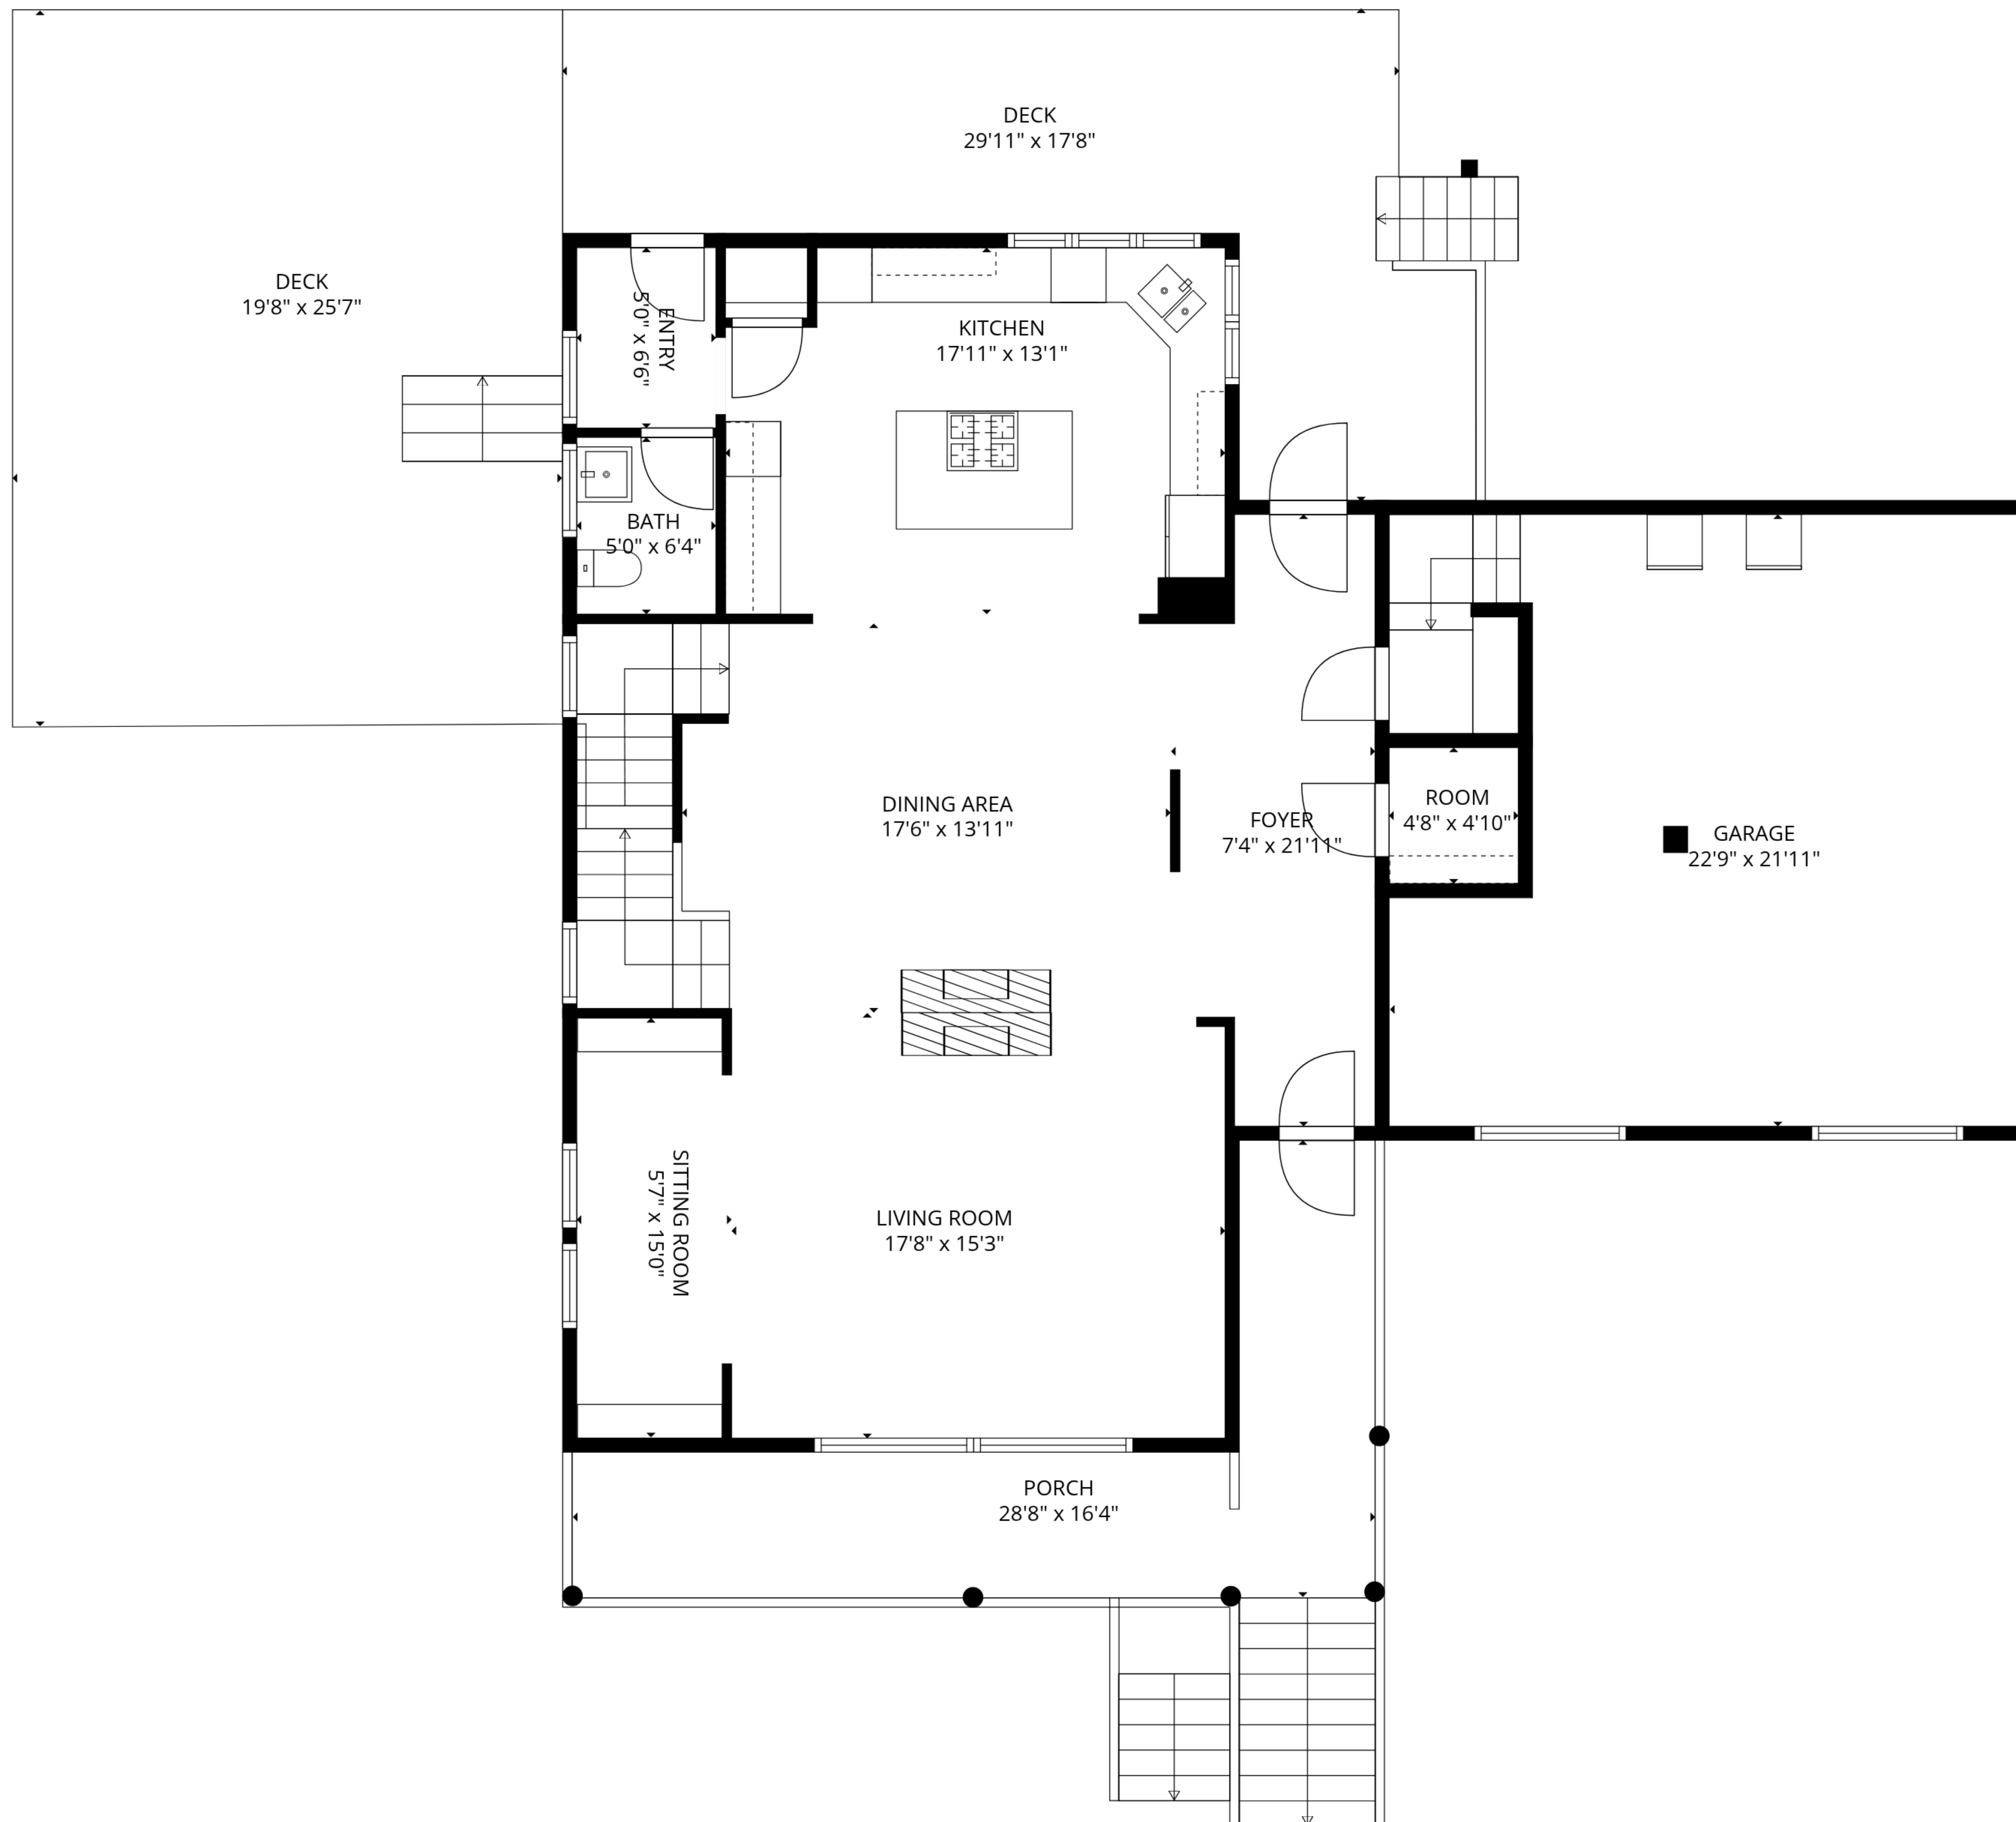 DECK
29'11" x 17'8"
DECK
19'8" x 25'7"
ENTRY
5'0" x 6'6"
KITCHEN
17'11" x 13'1"
BATH
5'0" x 6'4"
DINING AREA
17'6" x 13'11"
FOYER
7'4" x 21'11"
ROOM
4'8" x 4'10"
GARAGE
22'9" x 21'11"
SITTING ROOM
5'7" x 15'0"
LIVING ROOM
17'8" x 15'3"
PORCH
28'8" x 16'4"